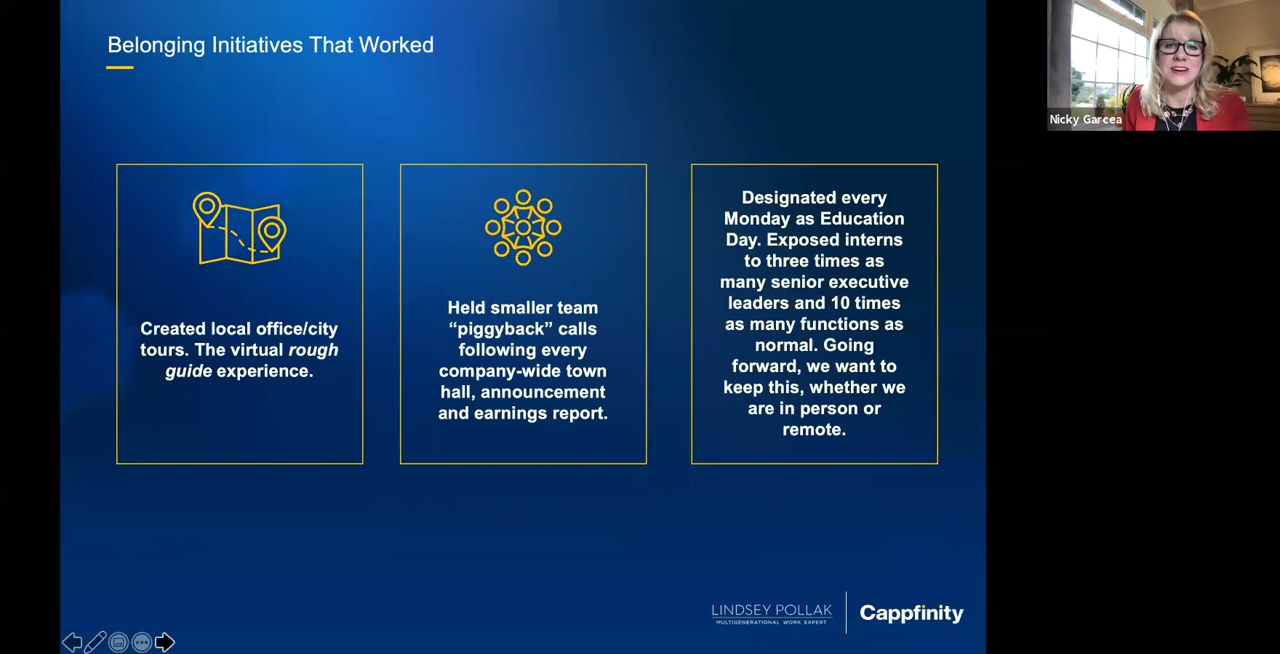 Belonging Initiatives That Worked
Created local office/city
tours. The virtual rough
guide experience.
Held smaller team
“piggyback” calls
following every
company-wide town
hall, announcement
and earnings report.
Designated every
Monday as Education
Day. Exposed interns
to three times as
many senior executive
leaders and 10 times
as many functions as
normal. Going
forward, we want to
keep this, whether we
are in person or
remote.
Nicky Garcea
LINDSEY POLLAK
MULTIGENERATIONAL WORK EXPERT
Cappfinity